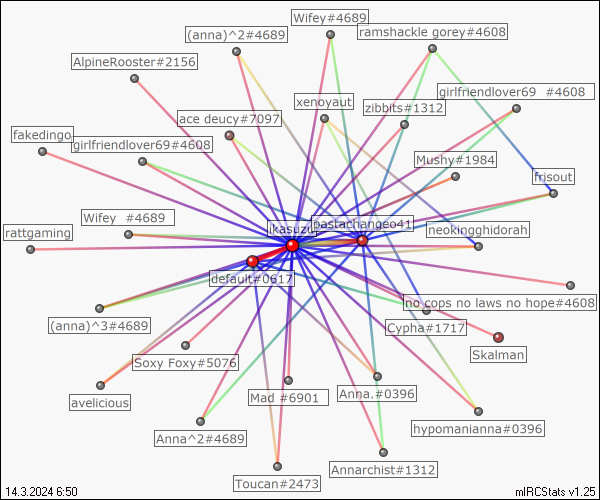 Wifey#4689
(anna)^2#4689
ramshackle gorey#4608
AlpineRooster#2156
girlfriendlover69 #4608
xenoyaut
zibbits#1312
ace deucy#7097
fakedingo
girlfriendlover69#4608
Mushy#1984
frisout
Wifey #4689
pastachangeo41
ikasuzu
neokingghidorah
rattgaming
default#0617
no cops no laws no hope#4608
(anna)^3#4689
Cypha#1717
Skalman
Soxy Foxy#5076
avelicious
Mad #6901
Anna.#0396
hypomanianna#0396
Anna^2#4689
Annarchist#1312
Toucan#2473
14.3.2024 6:50
mIRCStats v1.25